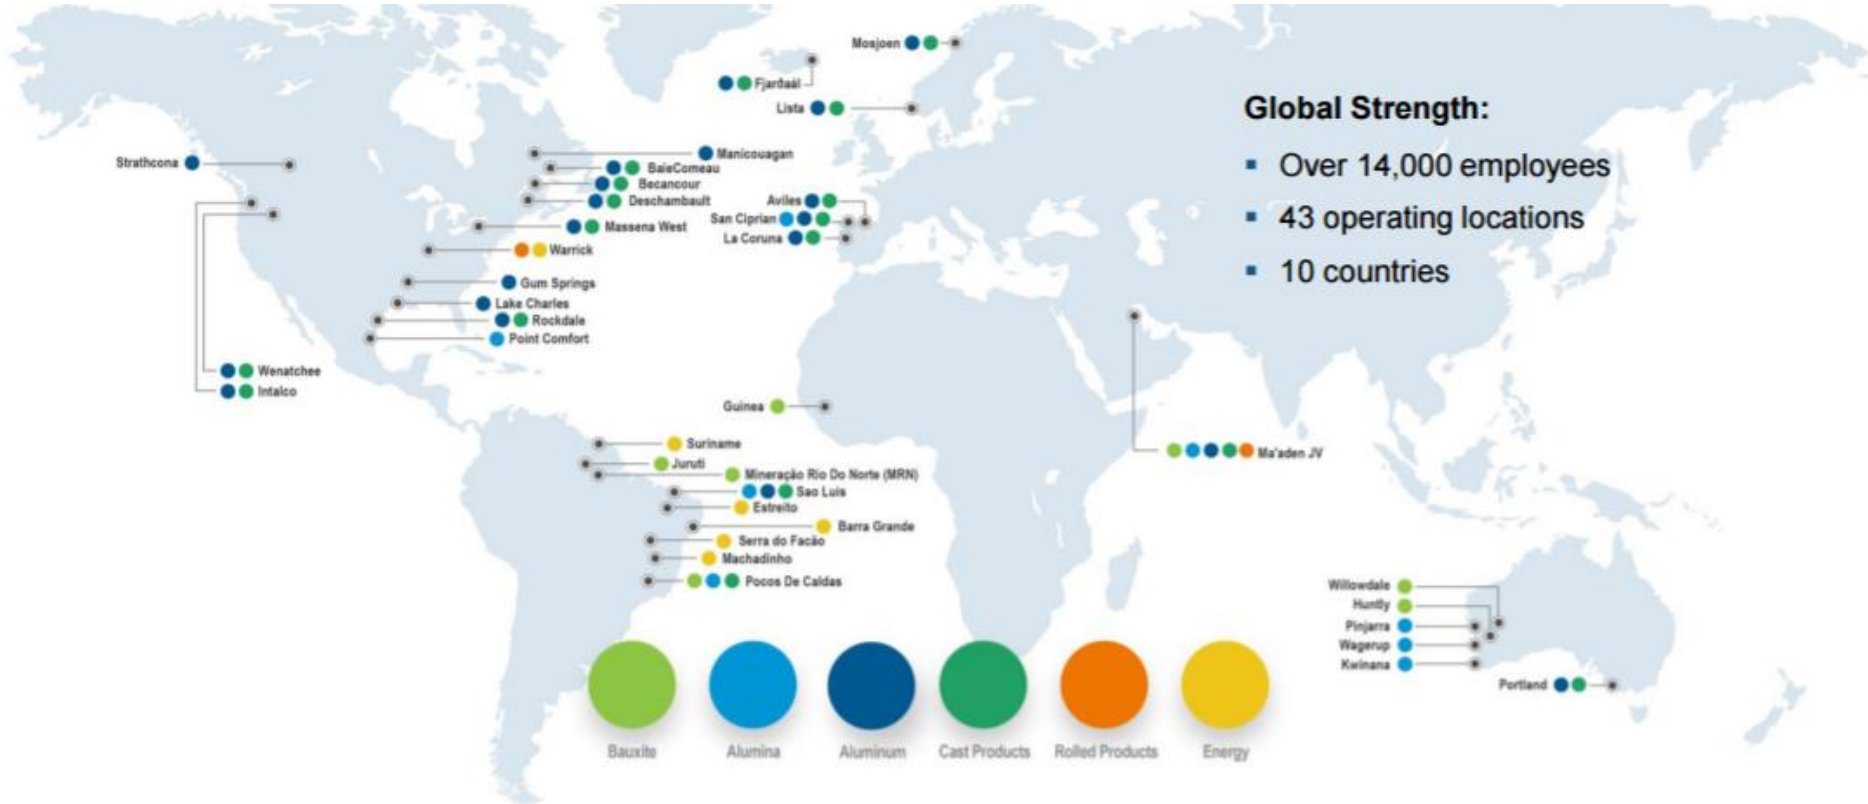 Mosjoen
Fjardaál
Lista
Global Strength:
▪ Over 14,000 employees
▪ 43 operating locations
▪ 10 countries
Strathcona
Manicouagan
BaieComeau
Becancour
Deschambault
Massena West
Warrick
Gum Springs
Lake Charles
Rockdale
Point Comfort
Wenatchee
Intalco
Aviles
San Ciprian
La Coruna
Guinea
Suriname
Juruti
Mineração Rio Do Norte (MRN)
Sao Luis
Estreito
Barra Grande
Serra do Facão
Machadinho
Pocos De Caldas
Ma'aden JV
Willowdale
Huntly
Pinjarra
Wagerup
Kwinana
Portland
Bauxite
Alumina
Aluminum
Cast Products
Rolled Products
Energy